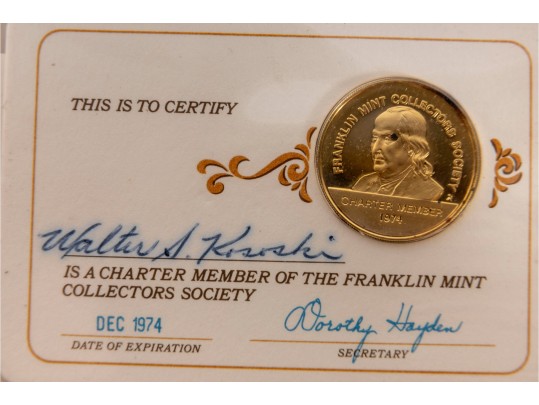 THIS IS TO CERTIFY
FRANKLIN MINT COLLECTORS SOCIETY
CHARTER MEMBER
1974
Walter S. Kososki
IS A CHARTER MEMBER OF THE FRANKLIN MINT
COLLECTORS SOCIETY
DEC 1974
Dorothy Hayden
DATE OF EXPIRATION
SECRETARY